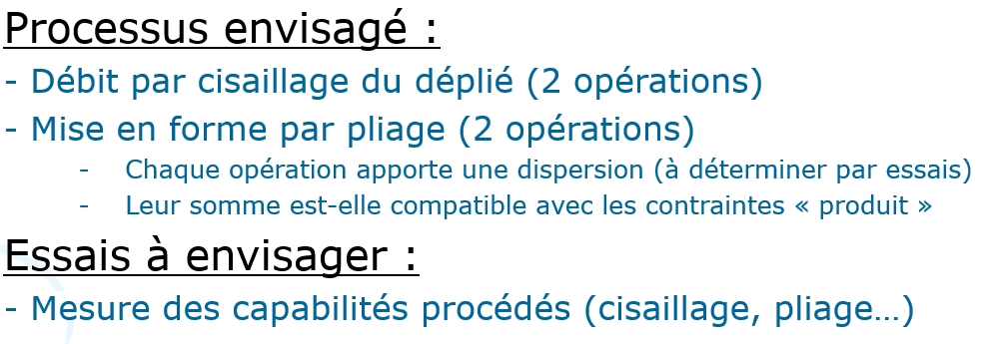 Processus envisagé :
- Débit par cisaillage du déplié (2 opérations)
- Mise en forme par pliage (2 opérations)
- Chaque opération apporte une dispersion (à déterminer par essais)
- Leur somme est-elle compatible avec les contraintes « produit »
Essais à envisager :
- Mesure des capabilités procédés (cisaillage, pliage…)